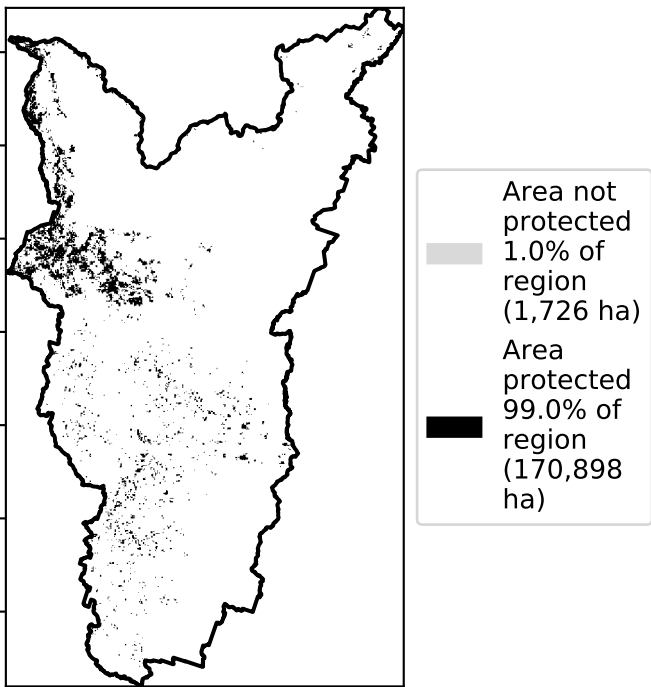 Area not
protected
1.0% of
region
(1,726 ha)
Area
protected
99.0% of
region
(170,898
ha)